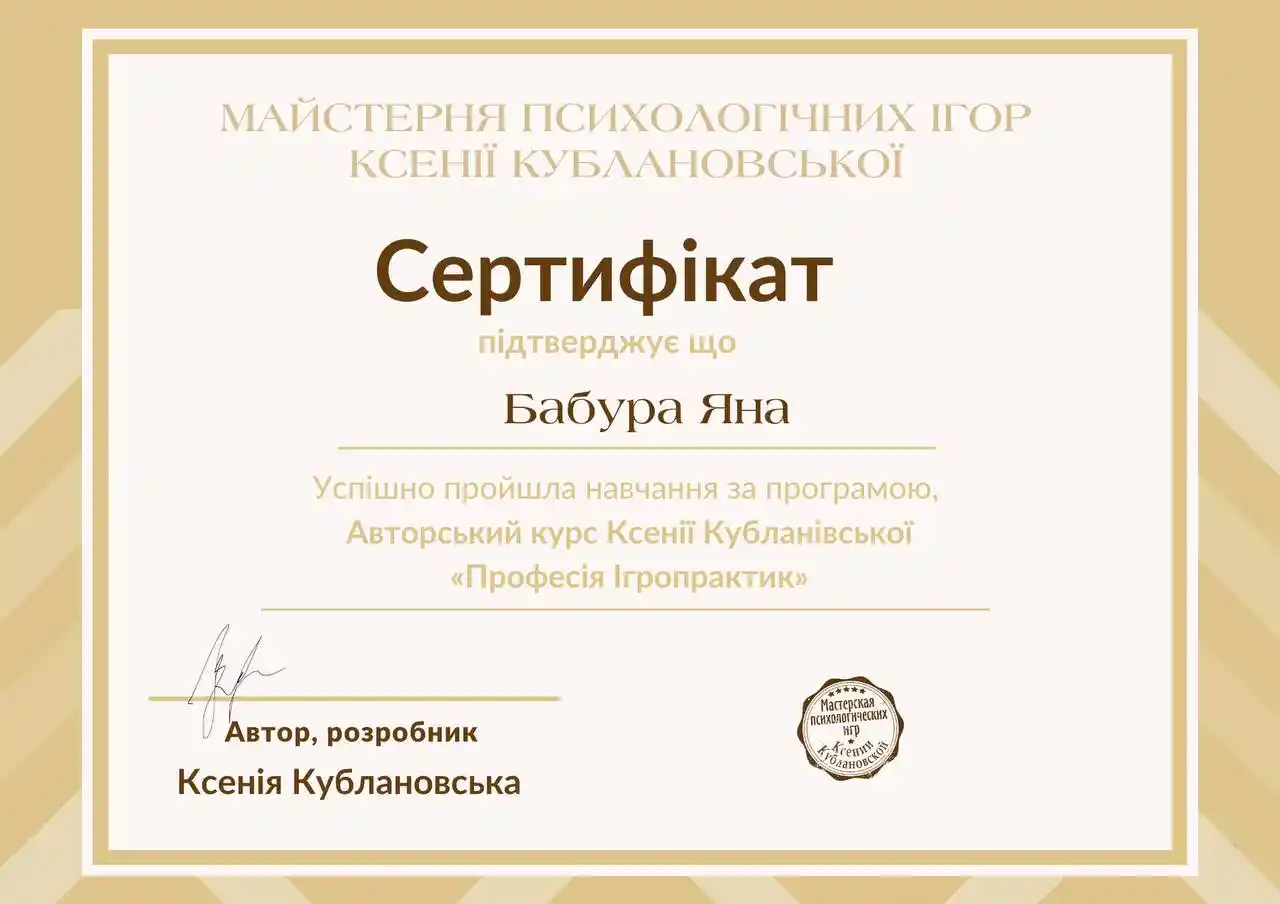 МАЙСТЕРНЯ ПСИХОЛОГІЧНИХ ІГОР
КСЕНІЇ КУБЛАНОВСЬКОЇ
Сертифікат
підтверджує що
Бабура Яна
Успішно пройшла навчання за програмою,
Авторський курс Ксенії Кубланівської
«Професія Ігропрактик»
Автор, розробник
Ксенія Кублановська
Мастерская
психологических
игр
Ксении
Кублановской